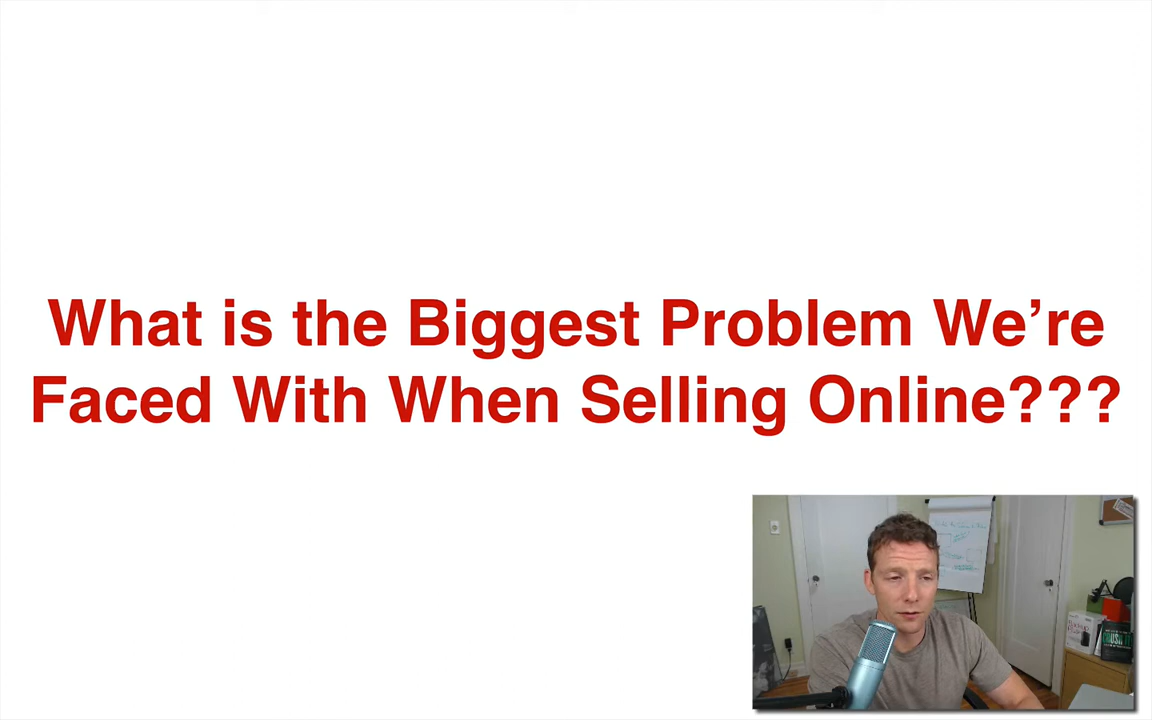 What is the Biggest Problem We’re
Faced With When Selling Online???